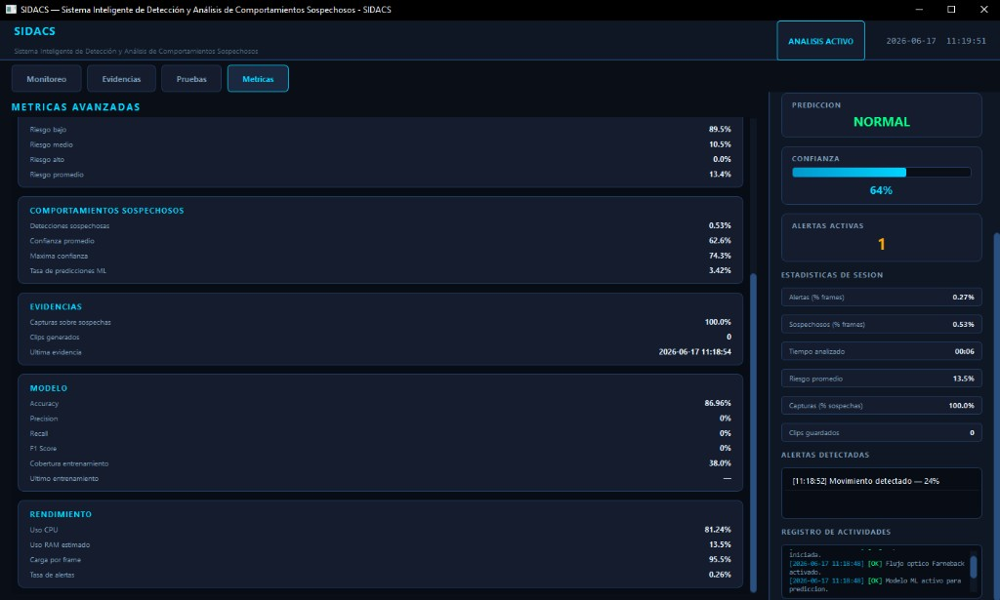 SIDACS — Sistema Inteligente de Detección y Análisis de Comportamientos Sospechosos - SIDACS
SIDACS
Sistema Inteligente de Detección y Análisis de Comportamientos Sospechosos
ANALISIS ACTIVO
2026-06-17 11:19:51
Monitoreo
Evidencias
Pruebas
Metricas
METRICAS AVANZADAS
Riesgo bajo 89.5%
Riesgo medio 10.5%
Riesgo alto 0.0%
Riesgo promedio 13.4%
COMPORTAMIENTOS SOSPECHOSOS
Detecciones sospechosas 0.53%
Confianza promedio 62.6%
Maxima confianza 74.3%
Tasa de predicciones ML 3.42%
EVIDENCIAS
Capturas sobre sospechas 100.0%
Clips generados 0
Ultima evidencia 2026-06-17 11:18:54
MODELO
Accuracy 86.96%
Precision 0%
Recall 0%
F1 Score 0%
Cobertura entrenamiento 38.0%
Ultimo entrenamiento —
RENDIMIENTO
Uso CPU 81.24%
Uso RAM estimado 13.5%
Carga por frame 95.5%
Tasa de alertas 0.26%
PREDICCION
NORMAL
CONFIANZA
64%
ALERTAS ACTIVAS
1
ESTADISTICAS DE SESION
Alertas (% frames) 0.27%
Sospechosos (% frames) 0.53%
Tiempo analizado 00:06
Riesgo promedio 13.5%
Capturas (% sospechas) 100.0%
Clips guardados 0
ALERTAS DETECTADAS
[11:18:52] Movimiento detectado — 24%
REGISTRO DE ACTIVIDADES
iniciada.
[2026-06-17 11:18:48] [OK] Flujo optico Farneback
activado.
[2026-06-17 11:18:48] [OK] Modelo ML activo para
prediccion.